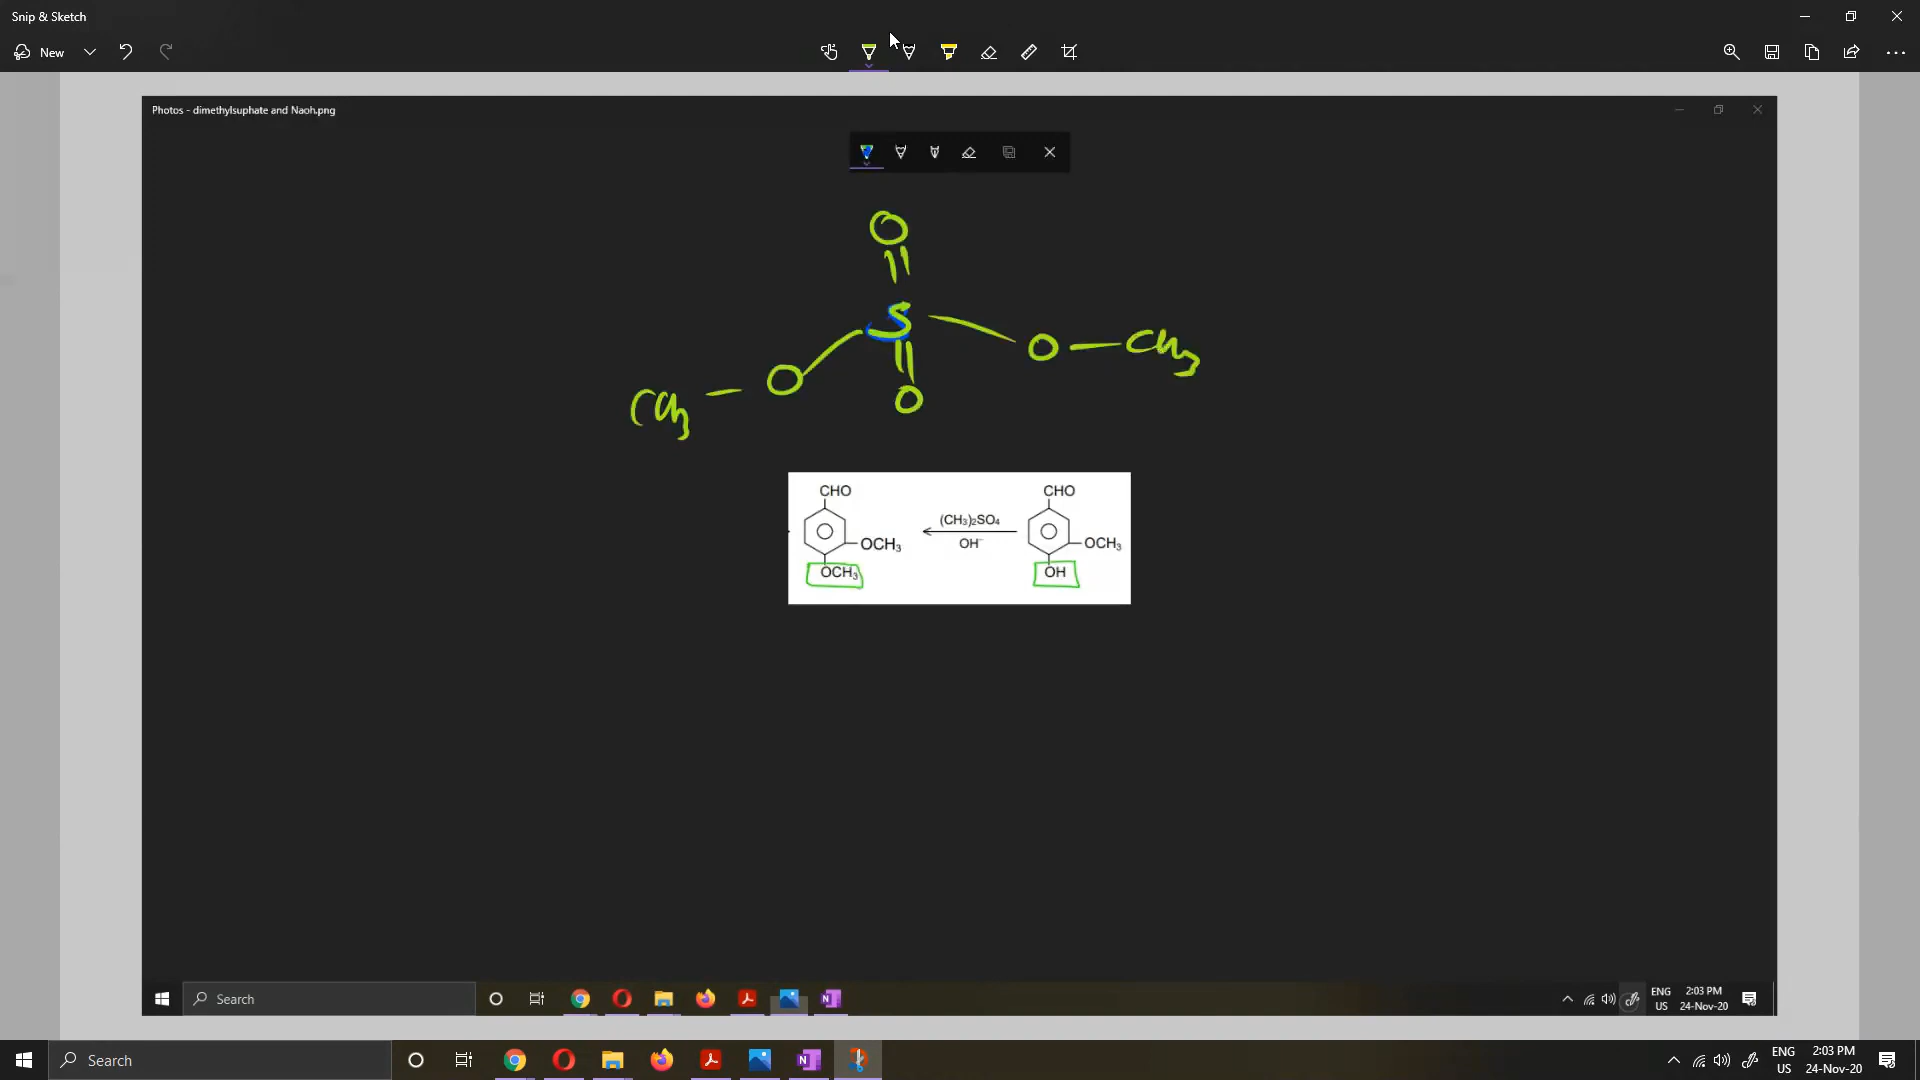 Snip & Sketch
New
Photos - dimethylsuphate and Naoh.png
O
S
O
O — CH3
CH3 — O
CHO
CHO
(CH3)2SO4
OH-
OCH3
OCH3
OCH3
OH
Search
ENG
US
2:03 PM
24-Nov-20
Search
ENG
US
2:03 PM
24-Nov-20